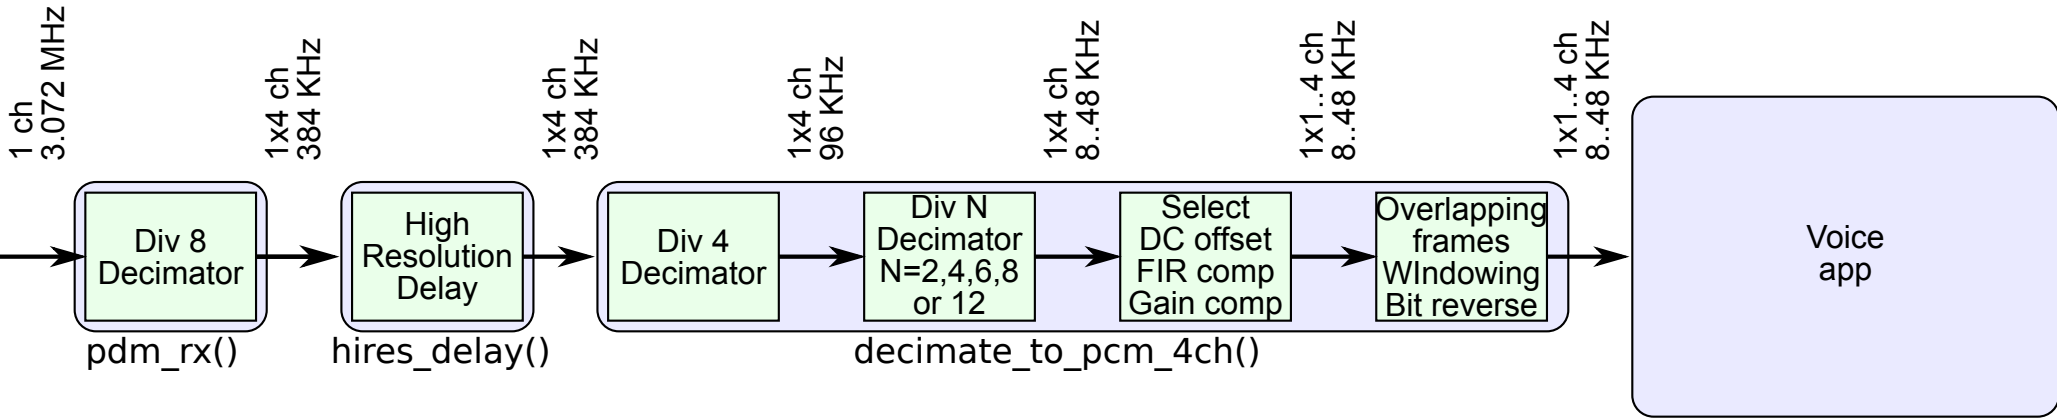 1 ch
3.072 MHz
1x4 ch
384 KHz
1x4 ch
384 KHz
1x4 ch
96 KHz
1x4 ch
8..48 KHz
1x1..4 ch
8..48 KHz
1x1..4 ch
8..48 KHz
Div 8
Decimator
High
Resolution
Delay
Div 4
Decimator
Div N
Decimator
N=2,4,6,8
or 12
Select
DC offset
FIR comp
Gain comp
Overlapping
frames
WIndowing
Bit reverse
Voice
app
pdm_rx()
hires_delay()
decimate_to_pcm_4ch()